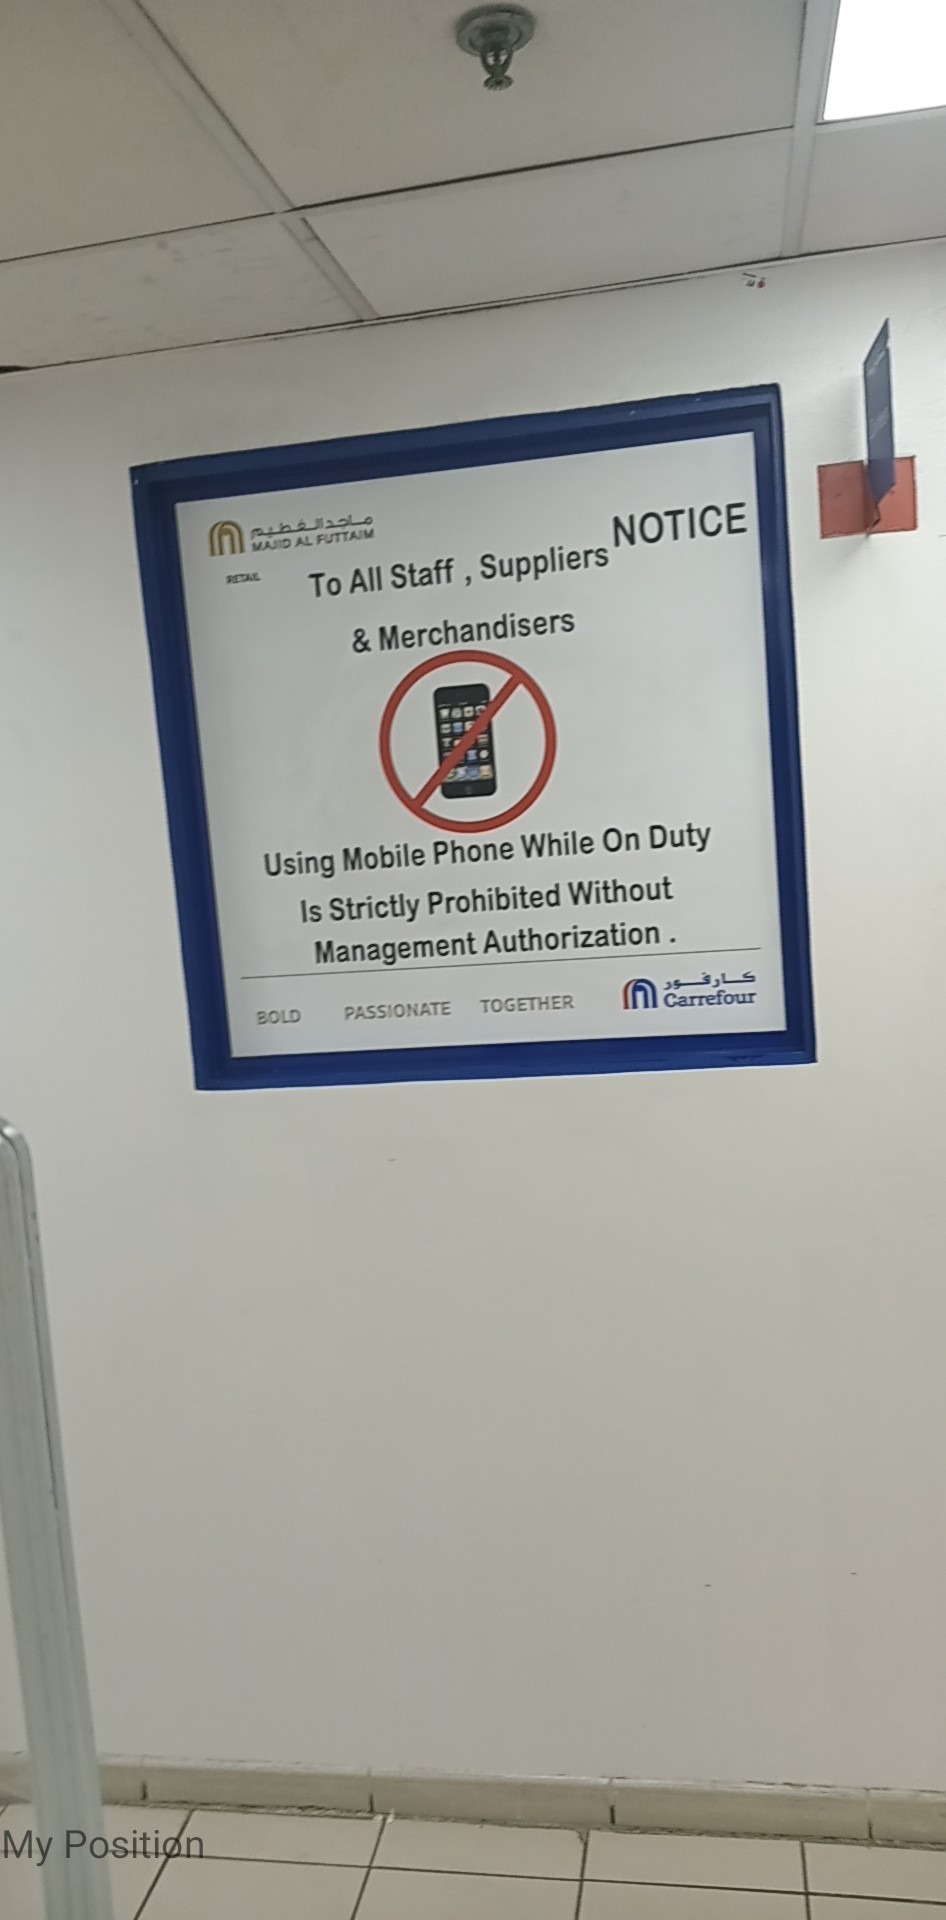 ماجد الفطيم
MAJID AL FUTTAIM
RETAIL
NOTICE
To All Staff , Suppliers
& Merchandisers
Using Mobile Phone While On Duty
Is Strictly Prohibited Without
Management Authorization .
BOLD PASSIONATE TOGETHER
كارفور
Carrefour
My Position